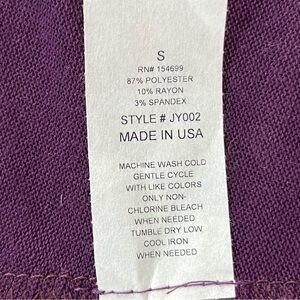 S
RN# 154699
87% POLYESTER
10% RAYON
3% SPANDEX
STYLE # JY002
MADE IN USA
MACHINE WASH COLD
GENTLE CYCLE
WITH LIKE COLORS
ONLY NON-
CHLORINE BLEACH
WHEN NEEDED
TUMBLE DRY LOW
COOL IRON
WHEN NEEDED